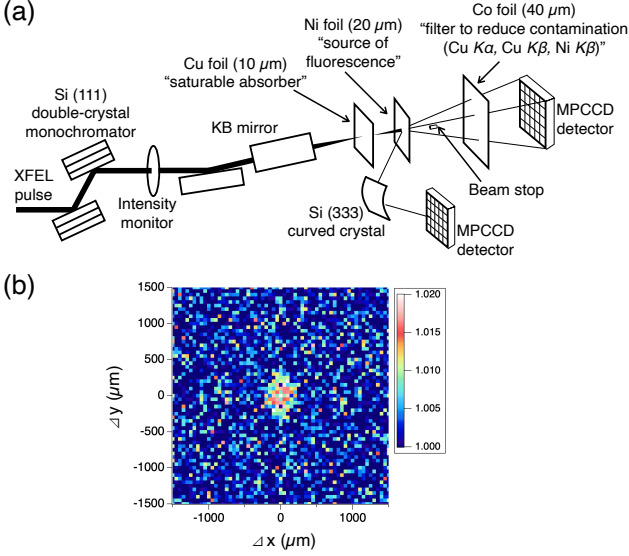 (a)
Co foil (40 µm)
“filter to reduce contamination
(Cu Kα, Cu Kβ, Ni Kβ)”
Ni foil (20 µm)
“source of
fluorescence”
Cu foil (10 µm)
“saturable absorber”
Si (111)
double-crystal
monochromator
KB mirror
MPCCD
detector
XFEL
pulse
Intensity
monitor
Beam stop
Si (333)
curved crystal
MPCCD
detector
(b)
1500
1000
500
0
-500
-1000
-1500
⊿y (µm)
-1000
0
1000
⊿x (µm)
1.020
1.015
1.010
1.005
1.000